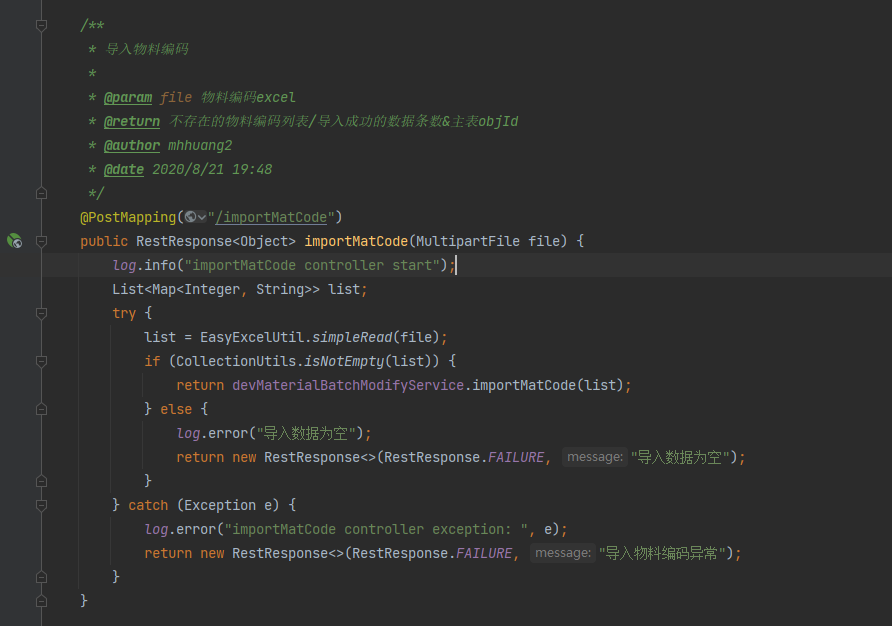 /**
 * 导入物料编码
 *
 * @param file 物料编码excel
 * @return 不存在的物料编码列表/导入成功的数据条数&主表objId
 * @author mhhuang2
 * @date 2020/8/21 19:48
 */
@PostMapping("/importMatCode")
public RestResponse<Object> importMatCode(MultipartFile file) {
    log.info("importMatCode controller start");
    List<Map<Integer, String>> list;
    try {
        list = EasyExcelUtil.simpleRead(file);
        if (CollectionUtils.isNotEmpty(list)) {
            return devMaterialBatchModifyService.importMatCode(list);
        } else {
            log.error("导入数据为空");
            return new RestResponse<>(RestResponse.FAILURE, message: "导入数据为空");
        }
    } catch (Exception e) {
        log.error("importMatCode controller exception: ", e);
        return new RestResponse<>(RestResponse.FAILURE, message: "导入物料编码异常");
    }
}